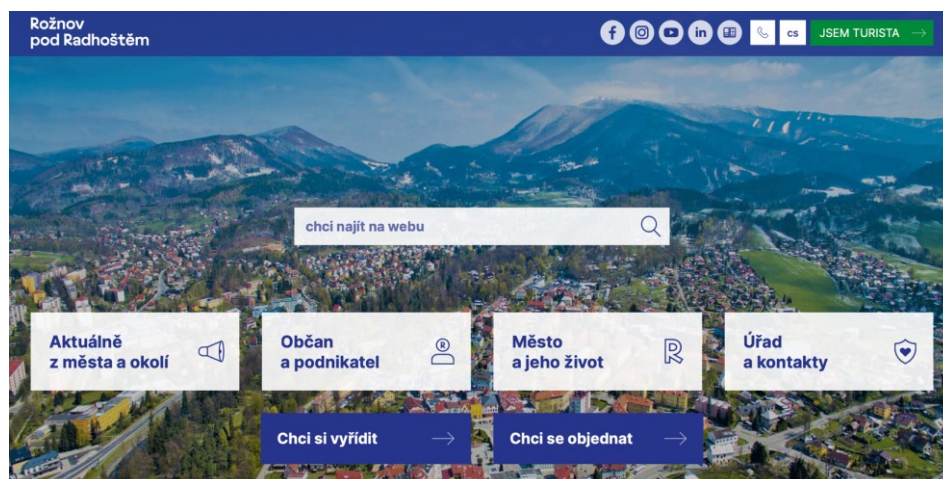 Rožnov
pod Radhoštěm
f
in
cs
JSEM TURISTA
chci najít na webu
Aktuálně
z města a okolí
Občan
a podnikatel
R
Město
a jeho život
R
Úřad
a kontakty
Chci si vyřídit
Chci se objednat